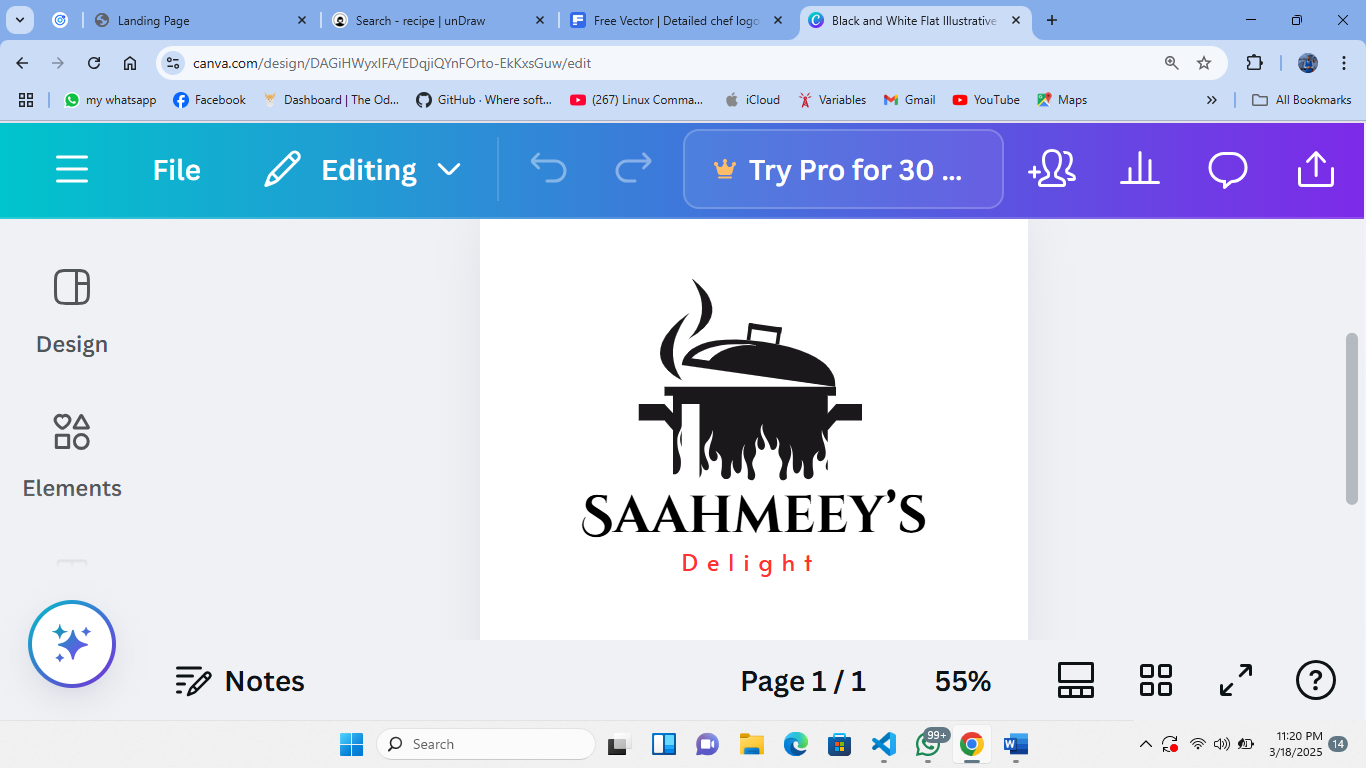 Landing Page
Search - recipe | unDraw
Free Vector | Detailed chef logo
Black and White Flat Illustrative
canva.com/design/DAGiHWyxIFA/EDqjiQYnFOrto-EkKxsGuw/edit
my whatsapp
Facebook
Dashboard | The Od...
GitHub · Where soft...
(267) Linux Comma...
iCloud
Variables
Gmail
YouTube
Maps
»
All Bookmarks
File
Editing
Try Pro for 30 ...
Design
Elements
SAAHMEEY’S
Delight
Notes
Page 1 / 1
55%
?
Search
99+
11:20 PM
3/18/2025
14